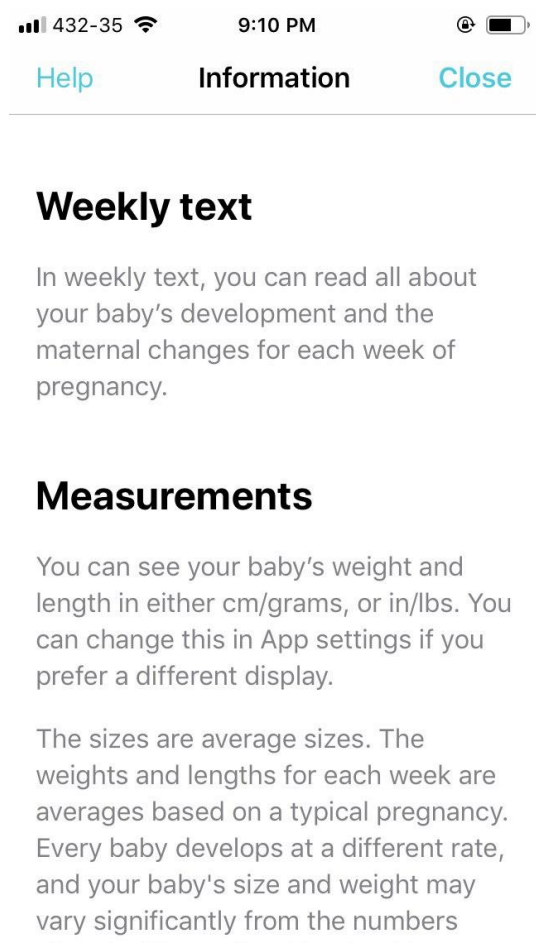 432-35 9:10 PM
Help Information Close
Weekly text
In weekly text, you can read all about
your baby’s development and the
maternal changes for each week of
pregnancy.
Measurements
You can see your baby’s weight and
length in either cm/grams, or in/lbs. You
can change this in App settings if you
prefer a different display.
The sizes are average sizes. The
weights and lengths for each week are
averages based on a typical pregnancy.
Every baby develops at a different rate,
and your baby's size and weight may
vary significantly from the numbers